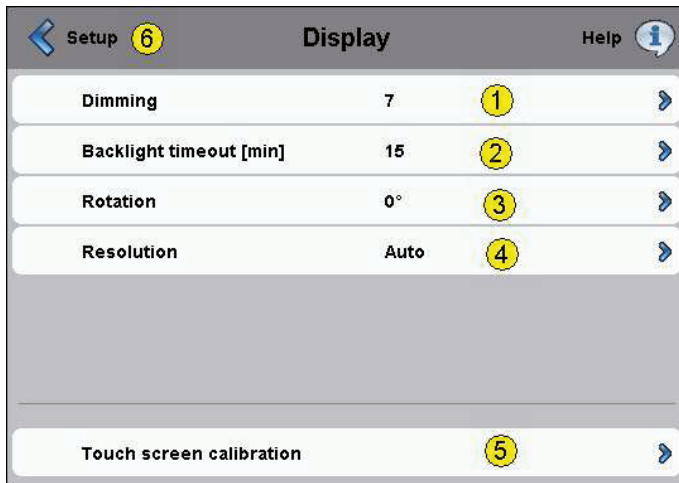 Setup 6 Display Help i
Dimming 7 1
Backlight timeout [min] 15 2
Rotation 0° 3
Resolution Auto 4
Touch screen calibration 5